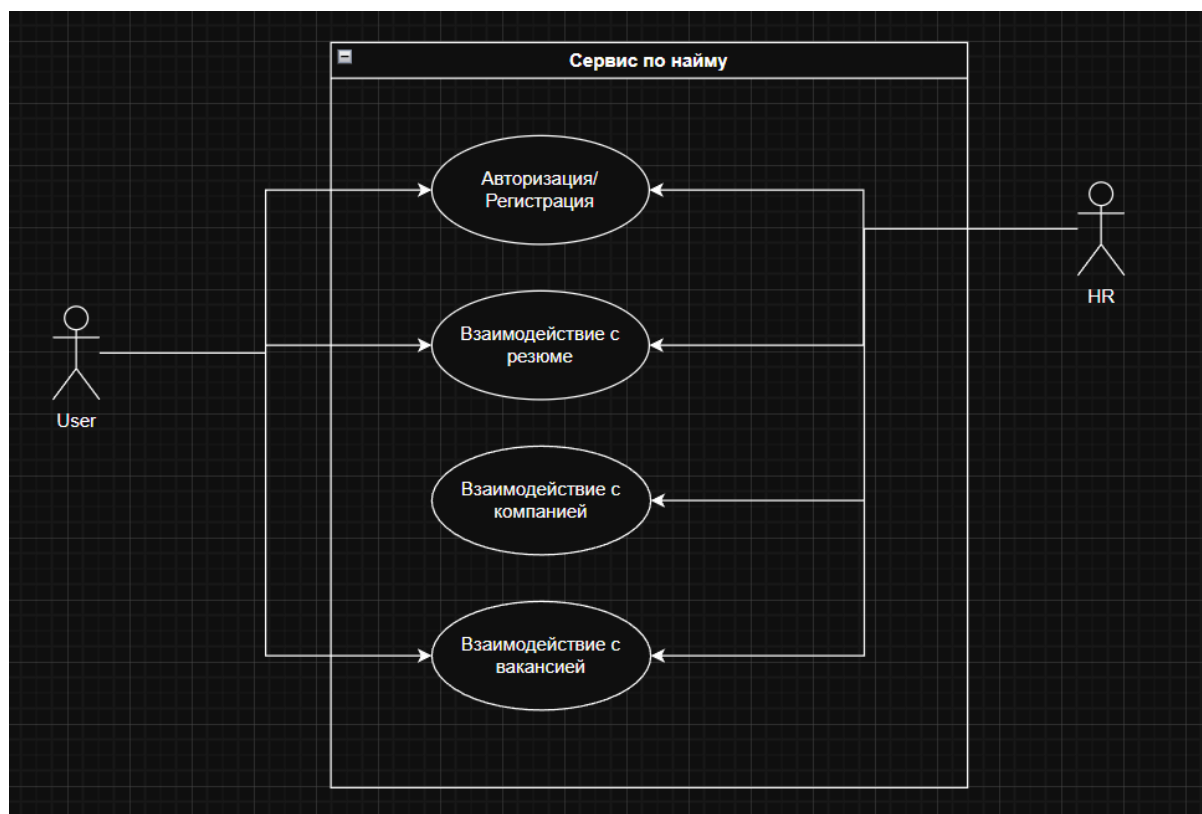 Сервис по найму
Авторизация/
Регистрация
HR
Взаимодействие с
резюме
User
Взаимодействие с
компанией
Взаимодействие с
вакансией